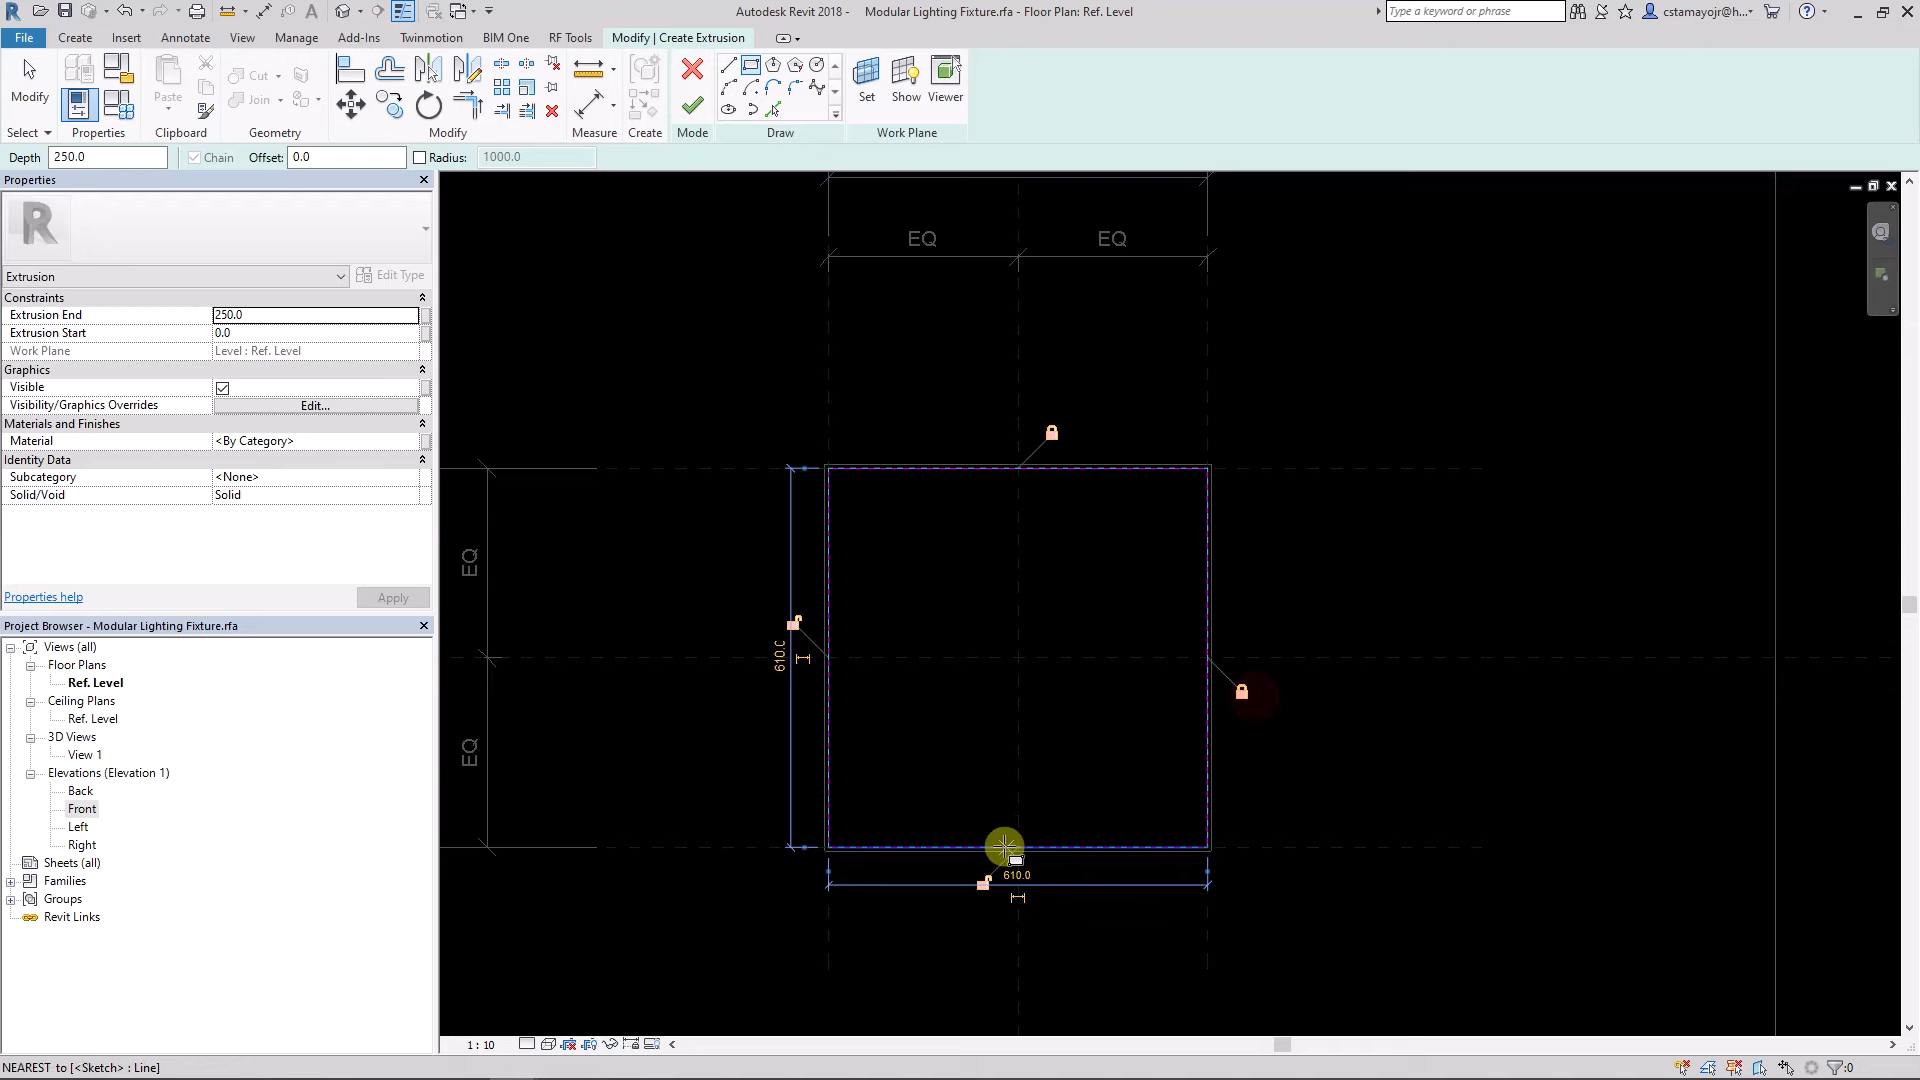 Autodesk Revit 2018 - Modular Lighting Fixture.rfa - Floor Plan: Ref. Level
Type a keyword or phrase
cstamayojr@h...
File Create Insert Annotate View Manage Add-Ins Twinmotion BIM One RF Tools Modify | Create Extrusion
Modify
Paste
Cut
Join
Set Show Viewer
Select Properties Clipboard Geometry Modify Measure Create Mode Draw Work Plane
Depth 250.0 Chain Offset: 0.0 Radius: 1000.0
Properties
R
Extrusion Edit Type
Constraints
Extrusion End 250.0
Extrusion Start 0.0
Work Plane Level : Ref. Level
Graphics
Visible
Visibility/Graphics Overrides Edit...
Materials and Finishes
Material <By Category>
Identity Data
Subcategory <None>
Solid/Void Solid
Properties help Apply
Project Browser - Modular Lighting Fixture.rfa
Views (all)
Floor Plans
Ref. Level
Ceiling Plans
Ref. Level
3D Views
View 1
Elevations (Elevation 1)
Back
Front
Left
Right
Sheets (all)
Families
Groups
Revit Links
EQ EQ
EQ
EQ
610.0
610.0
1 : 10
NEAREST to [<Sketch> : Line]
:0